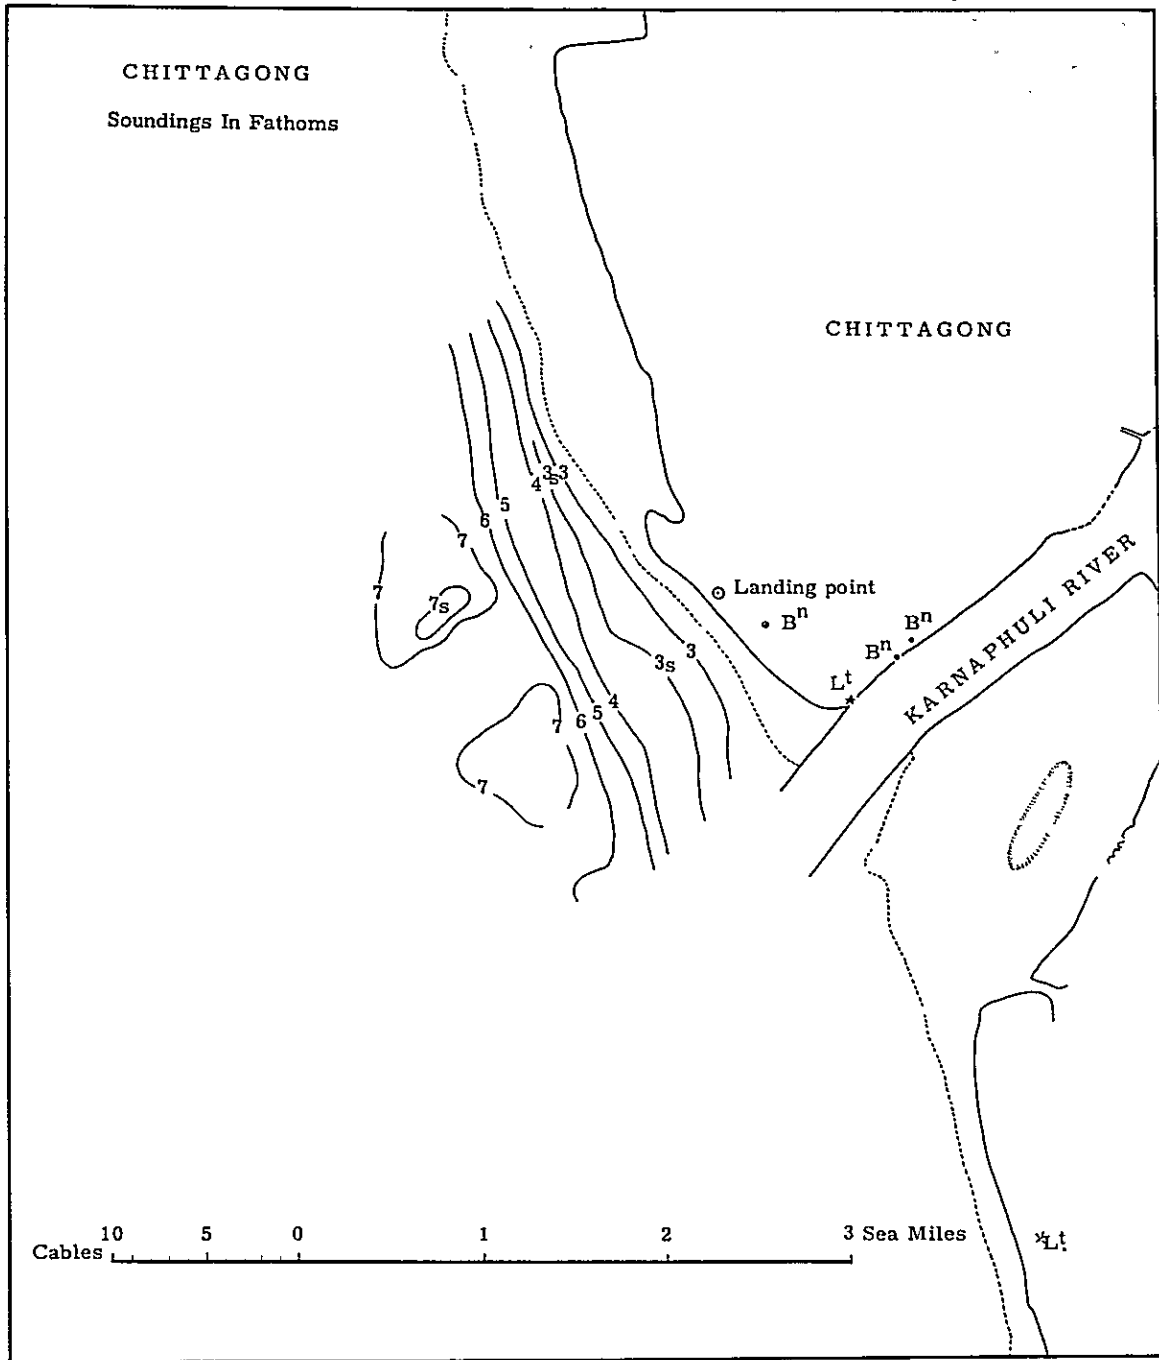 CHITTAGONG
Soundings In Fathoms
CHITTAGONG
3s 3
4
5
6
7
7
7s
Landing point
Bn
Bn
Bn
KARNAPHULI RIVER
3
3s
Lt
4
5
6
7
7
10 5 0 1 2 3 Sea Miles
Cables
Lt.